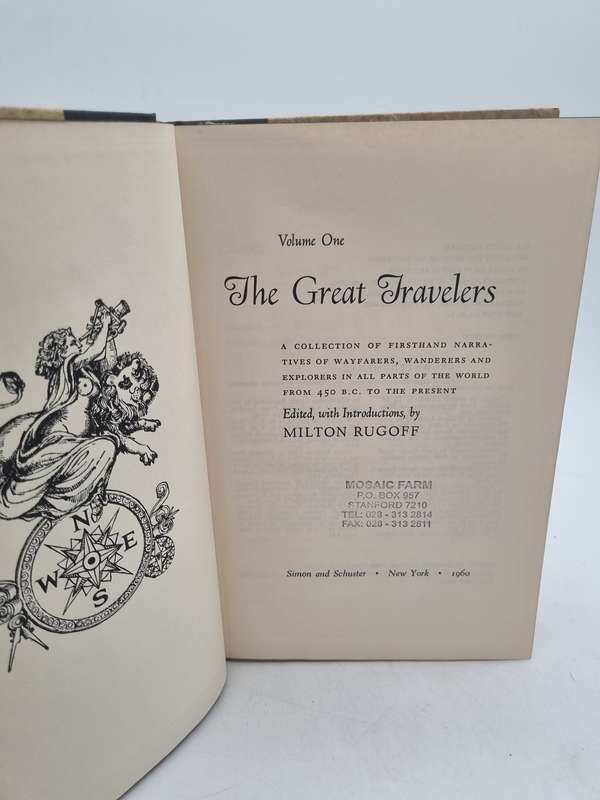 Volume One
The Great Travelers
A COLLECTION OF FIRSTHAND NARRA-
TIVES OF WAYFARERS, WANDERERS AND
EXPLORERS IN ALL PARTS OF THE WORLD
FROM 450 B.C. TO THE PRESENT
Edited, with Introductions, by
MILTON RUGOFF
MOSAIC FARM
P.O. BOX 957
STANFORD 7210
TEL: 028 - 313 2814
FAX: 028 - 313 2811
Simon and Schuster • New York • 1960
N
W E
S